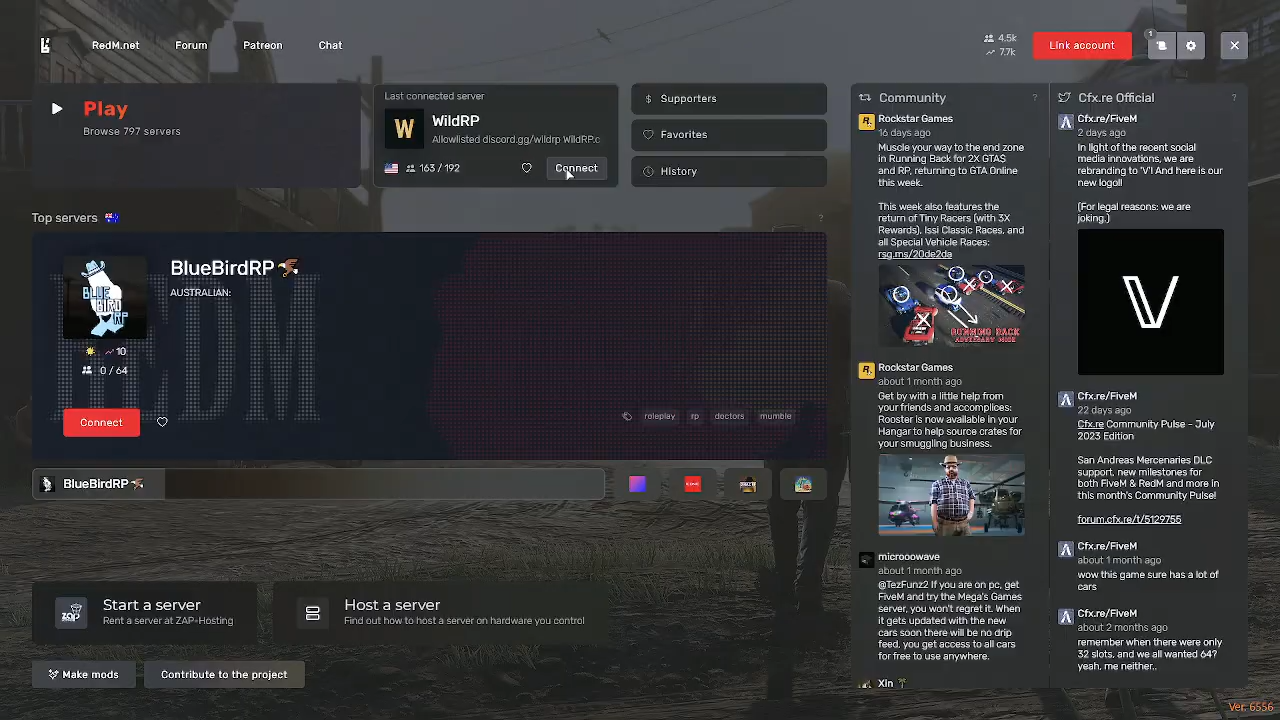 RedM.net
Forum
Patreon
Chat
4.5k
7.7k
Link account
1
Play
Browse 797 servers
Last connected server
W
WildRP
Allowlisted discord.gg/wildrp WildRP.c
163 / 192
Connect
$ Supporters
Favorites
History
Top servers
?
BLUE
BIRD
RP
BlueBirdRP
AUSTRALIAN:
REDM
10
0 / 64
Connect
roleplay
rp
doctors
mumble
BlueBirdRP
Start a server
Rent a server at ZAP-Hosting
ZAP
Host a server
Find out how to host a server on hardware you control
Make mods
Contribute to the project
Community
?
Rockstar Games
16 days ago
Muscle your way to the end zone
in Running Back for 2X GTA$
and RP, returning to GTA Online
this week.
This week also features the
return of Tiny Racers (with 3X
Rewards), Issi Classic Races, and
all Special Vehicle Races:
rsg.ms/20de2da
RUNNING BACK
ADVERSARY MODE
Rockstar Games
about 1 month ago
Get by with a little help from
your friends and accomplices:
Rooster is now available in your
Hangar to help source crates for
your smuggling business.
microoowave
about 1 month ago
@TezFunz2 If you are on pc, get
FiveM and try the Mega's Games
server, you won't regret it. When
it gets updated with the new
cars soon there will be no drip
feed, you get access to all cars
for free to use anywhere.
Xin
Cfx.re Official
?
Cfx.re/FiveM
2 days ago
In light of the recent social
media innovations, we are
rebranding to 'V'! And here is our
new logo!!
(For legal reasons: we are
joking.)
V
Cfx.re/FiveM
22 days ago
Cfx.re Community Pulse - July
2023 Edition
San Andreas Mercenaries DLC
support, new milestones for
both FiveM & RedM and more in
this month's Community Pulse!
forum.cfx.re/t/5129755
Cfx.re/FiveM
about 1 month ago
wow this game sure has a lot of
cars
Cfx.re/FiveM
about 2 months ago
remember when there were only
32 slots, and we all wanted 64?
yeah, me neither..
Ver. 6556